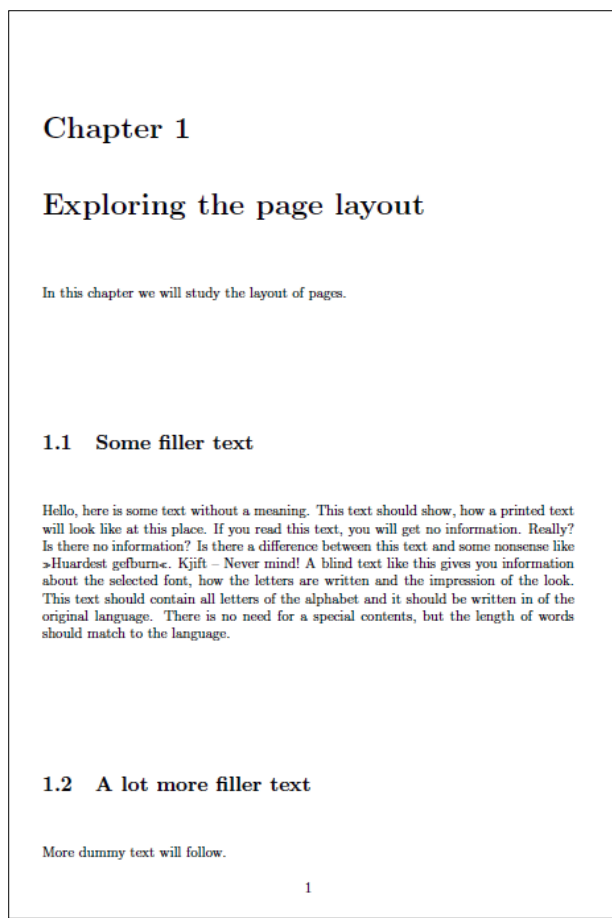 Chapter 1
Exploring the page layout
In this chapter we will study the layout of pages.
1.1 Some filler text
Hello, here is some text without a meaning. This text should show, how a printed text
will look like at this place. If you read this text, you will get no information. Really?
Is there no information? Is there a difference between this text and some nonsense like
»Huardest gefburn«. Kjift – Never mind! A blind text like this gives you information
about the selected font, how the letters are written and the impression of the look.
This text should contain all letters of the alphabet and it should be written in of the
original language. There is no need for a special contents, but the length of words
should match to the language.
1.2 A lot more filler text
More dummy text will follow.
1